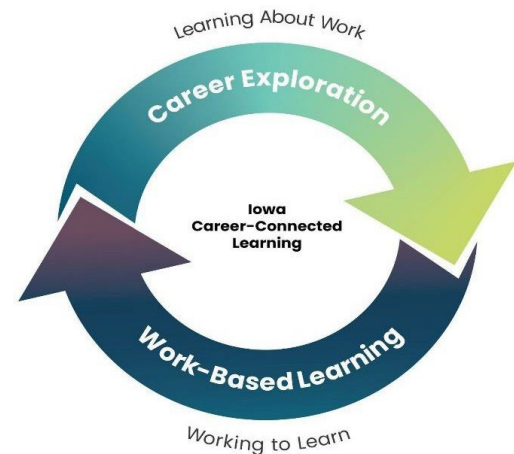 Learning About Work
Career Exploration
Iowa
Career-Connected
Learning
Work-Based Learning
Working to Learn